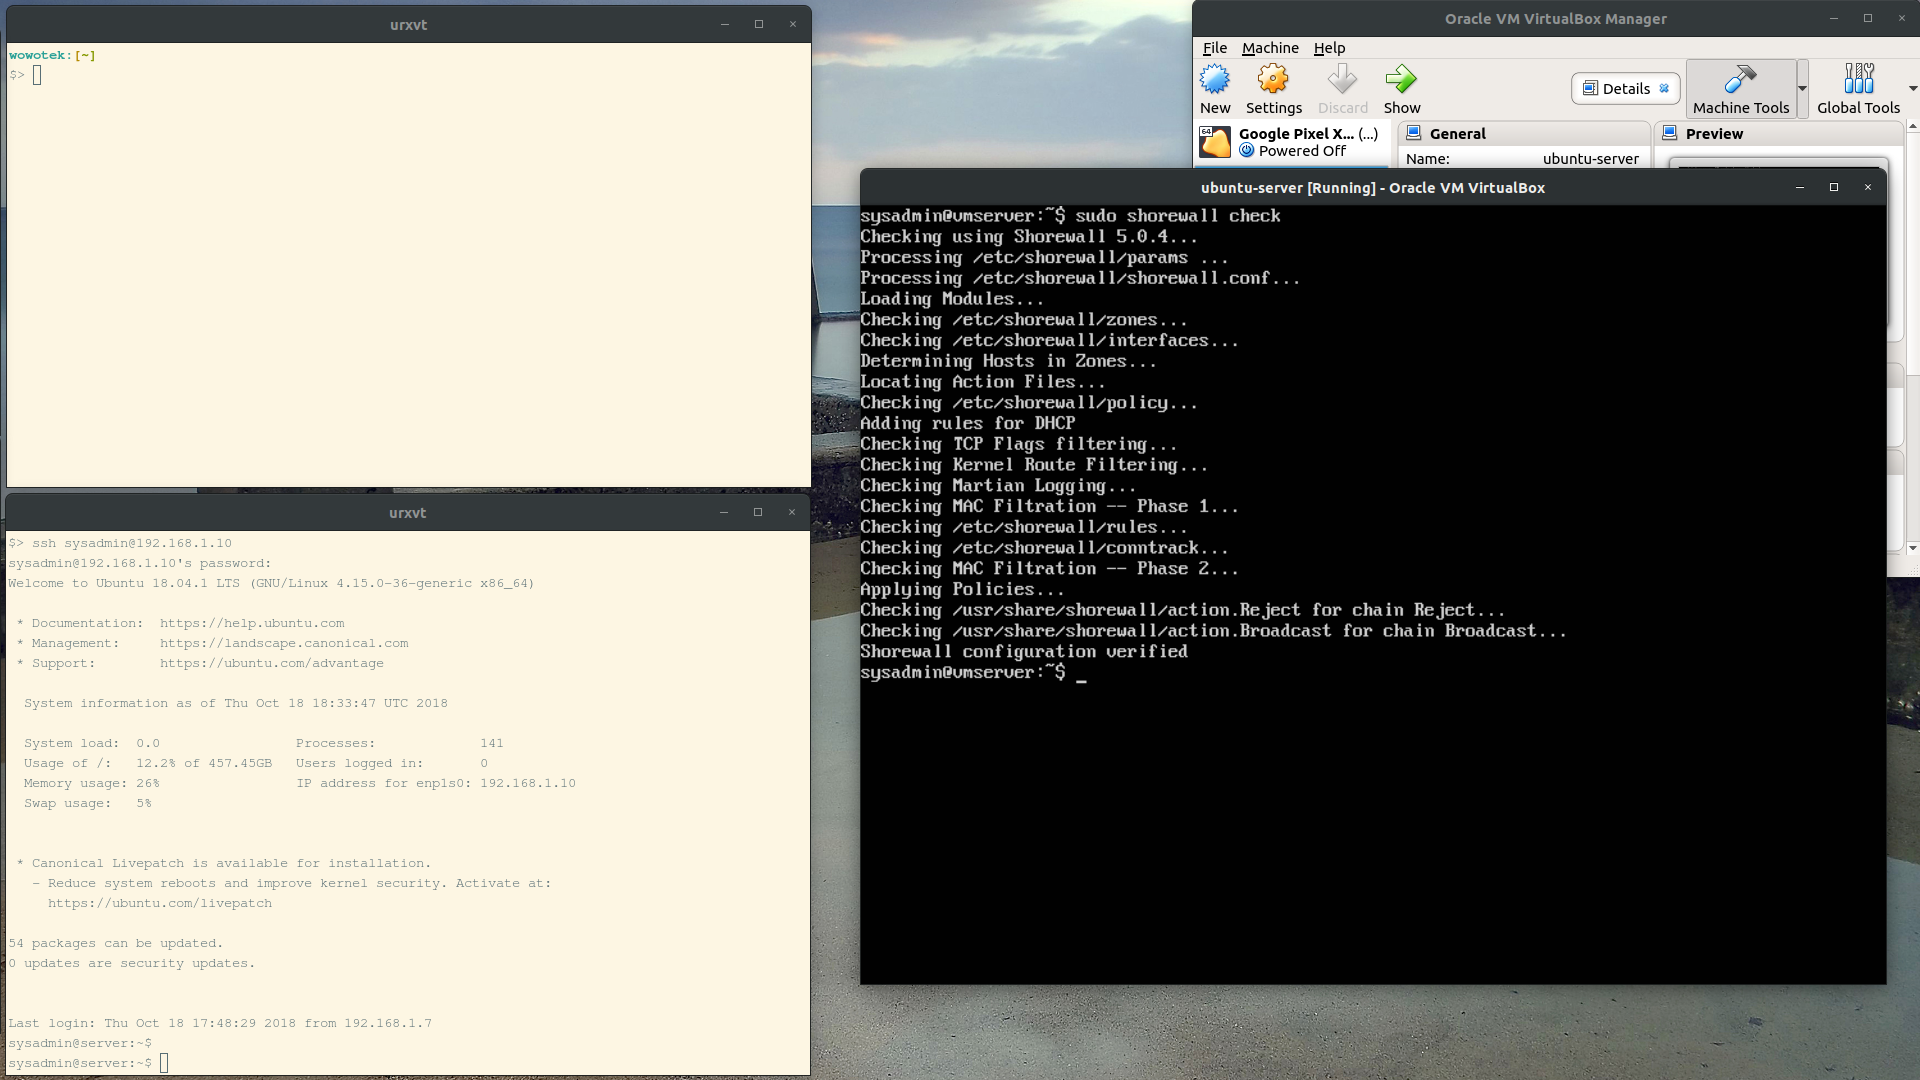 urxvt
wowotek:[~]
$>
urxvt
$> ssh sysadmin@192.168.1.10
sysadmin@192.168.1.10's password:
Welcome to Ubuntu 18.04.1 LTS (GNU/Linux 4.15.0-36-generic x86_64)
* Documentation:  https://help.ubuntu.com
* Management:     https://landscape.canonical.com
* Support:        https://ubuntu.com/advantage
System information as of Thu Oct 18 18:33:47 UTC 2018
System load:  0.0                 Processes:             141
Usage of /:   12.2% of 457.45GB   Users logged in:       0
Memory usage: 26%                 IP address for enp1s0: 192.168.1.10
Swap usage:   5%
* Canonical Livepatch is available for installation.
- Reduce system reboots and improve kernel security. Activate at:
https://ubuntu.com/livepatch
54 packages can be updated.
0 updates are security updates.
Last login: Thu Oct 18 17:48:29 2018 from 192.168.1.7
sysadmin@server:~$
sysadmin@server:~$
Oracle VM VirtualBox Manager
File Machine Help
New Settings Discard Show Details Machine Tools Global Tools
64 Google Pixel X... (...)
Powered Off
General
Name: ubuntu-server
Preview
ubuntu-server [Running] - Oracle VM VirtualBox
sysadmin@vmserver:~$ sudo shorewall check
Checking using Shorewall 5.0.4...
Processing /etc/shorewall/params ...
Processing /etc/shorewall/shorewall.conf...
Loading Modules...
Checking /etc/shorewall/zones...
Checking /etc/shorewall/interfaces...
Determining Hosts in Zones...
Locating Action Files...
Checking /etc/shorewall/policy...
Adding rules for DHCP
Checking TCP Flags filtering...
Checking Kernel Route Filtering...
Checking Martian Logging...
Checking MAC Filtration -- Phase 1...
Checking /etc/shorewall/rules...
Checking /etc/shorewall/conntrack...
Checking MAC Filtration -- Phase 2...
Applying Policies...
Checking /usr/share/shorewall/action.Reject for chain Reject...
Checking /usr/share/shorewall/action.Broadcast for chain Broadcast...
Shorewall configuration verified
sysadmin@vmserver:~$ _